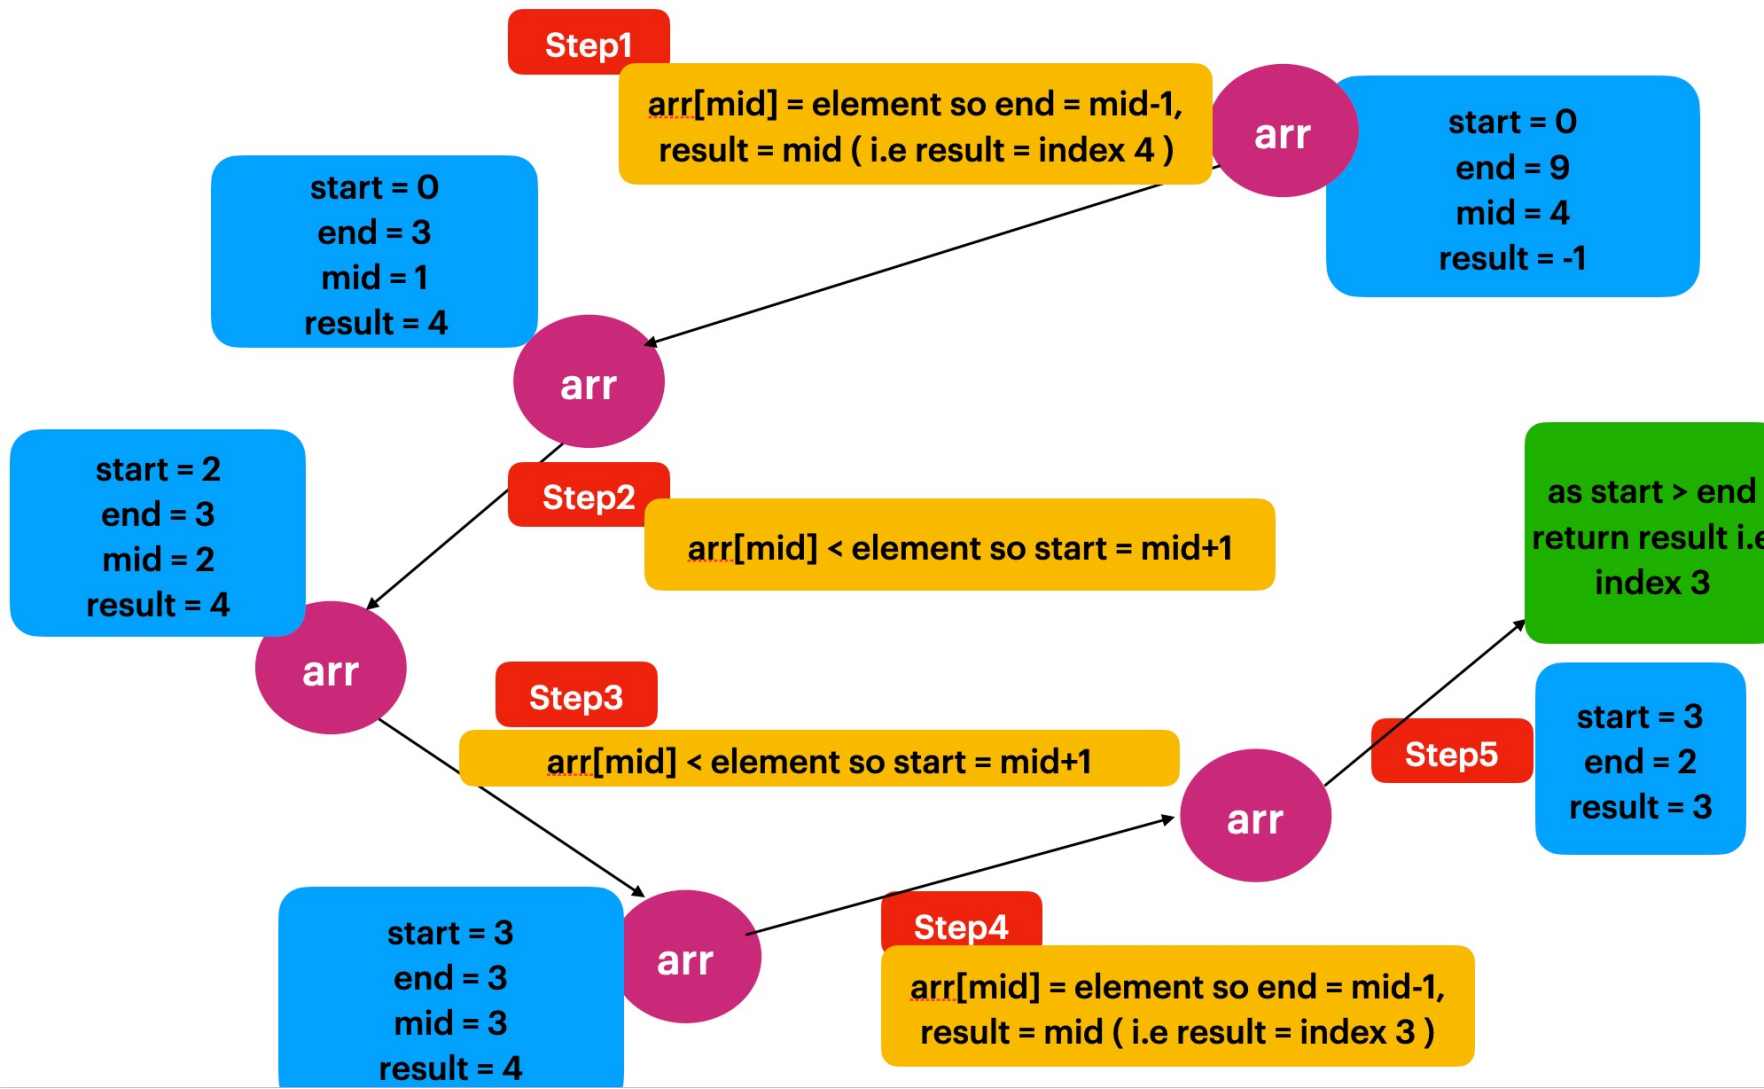 Step1
arr[mid] = element so end = mid-1,
result = mid ( i.e result = index 4 )
arr
start = 0
end = 9
mid = 4
result = -1
start = 0
end = 3
mid = 1
result = 4
arr
Step2
arr[mid] < element so start = mid+1
start = 2
end = 3
mid = 2
result = 4
arr
Step3
arr[mid] < element so start = mid+1
start = 3
end = 3
mid = 3
result = 4
arr
Step4
arr[mid] = element so end = mid-1,
result = mid ( i.e result = index 3 )
arr
Step5
start = 3
end = 2
result = 3
as start > end
return result i.e
index 3